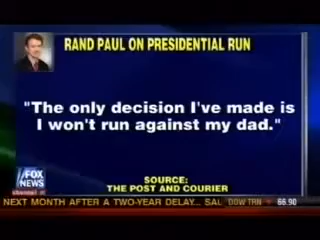 RAND PAUL ON PRESIDENTIAL RUN
"The only decision I've made is
I won't run against my dad."
SOURCE:
THE POST AND COURIER
FOX
NEWS
channel
NEXT MONTH AFTER A TWO-YEAR DELAY... SAL
DOW TRN 66.90